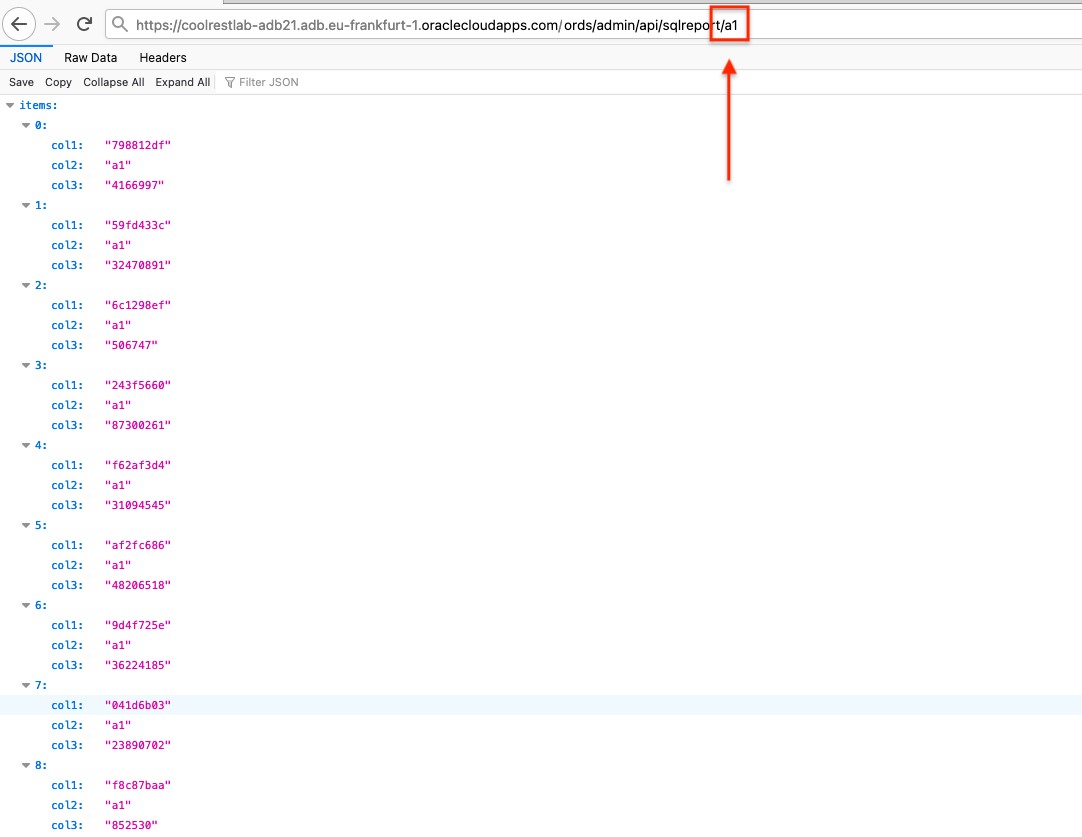 https://coolrestlab-adb21.adb.eu-frankfurt-1.oraclecloudapps.com/ords/admin/api/sqlreport/a1
JSON Raw Data Headers
Save Copy Collapse All Expand All Filter JSON
items:
0:
col1: "798812df"
col2: "a1"
col3: "4166997"
1:
col1: "59fd433c"
col2: "a1"
col3: "32470891"
2:
col1: "6c1298ef"
col2: "a1"
col3: "506747"
3:
col1: "243f5660"
col2: "a1"
col3: "87300261"
4:
col1: "f62af3d4"
col2: "a1"
col3: "31094545"
5:
col1: "af2fc686"
col2: "a1"
col3: "48206518"
6:
col1: "9d4f725e"
col2: "a1"
col3: "36224185"
7:
col1: "041d6b03"
col2: "a1"
col3: "23890702"
8:
col1: "f8c87baa"
col2: "a1"
col3: "852530"